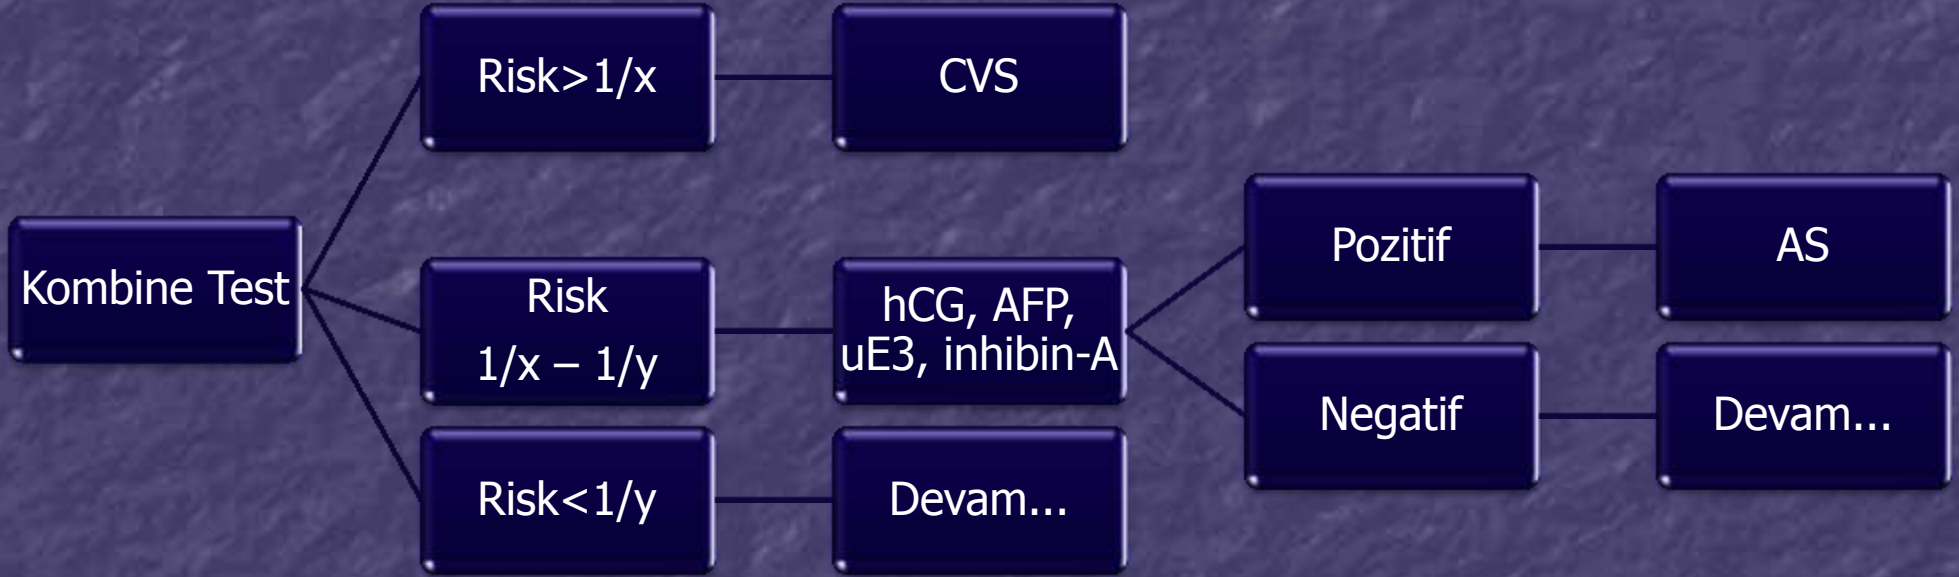 Kombine Test
Risk>1/x
CVS
Risk
1/x – 1/y
hCG, AFP,
uE3, inhibin-A
Pozitif
AS
Negatif
Devam...
Risk<1/y
Devam...